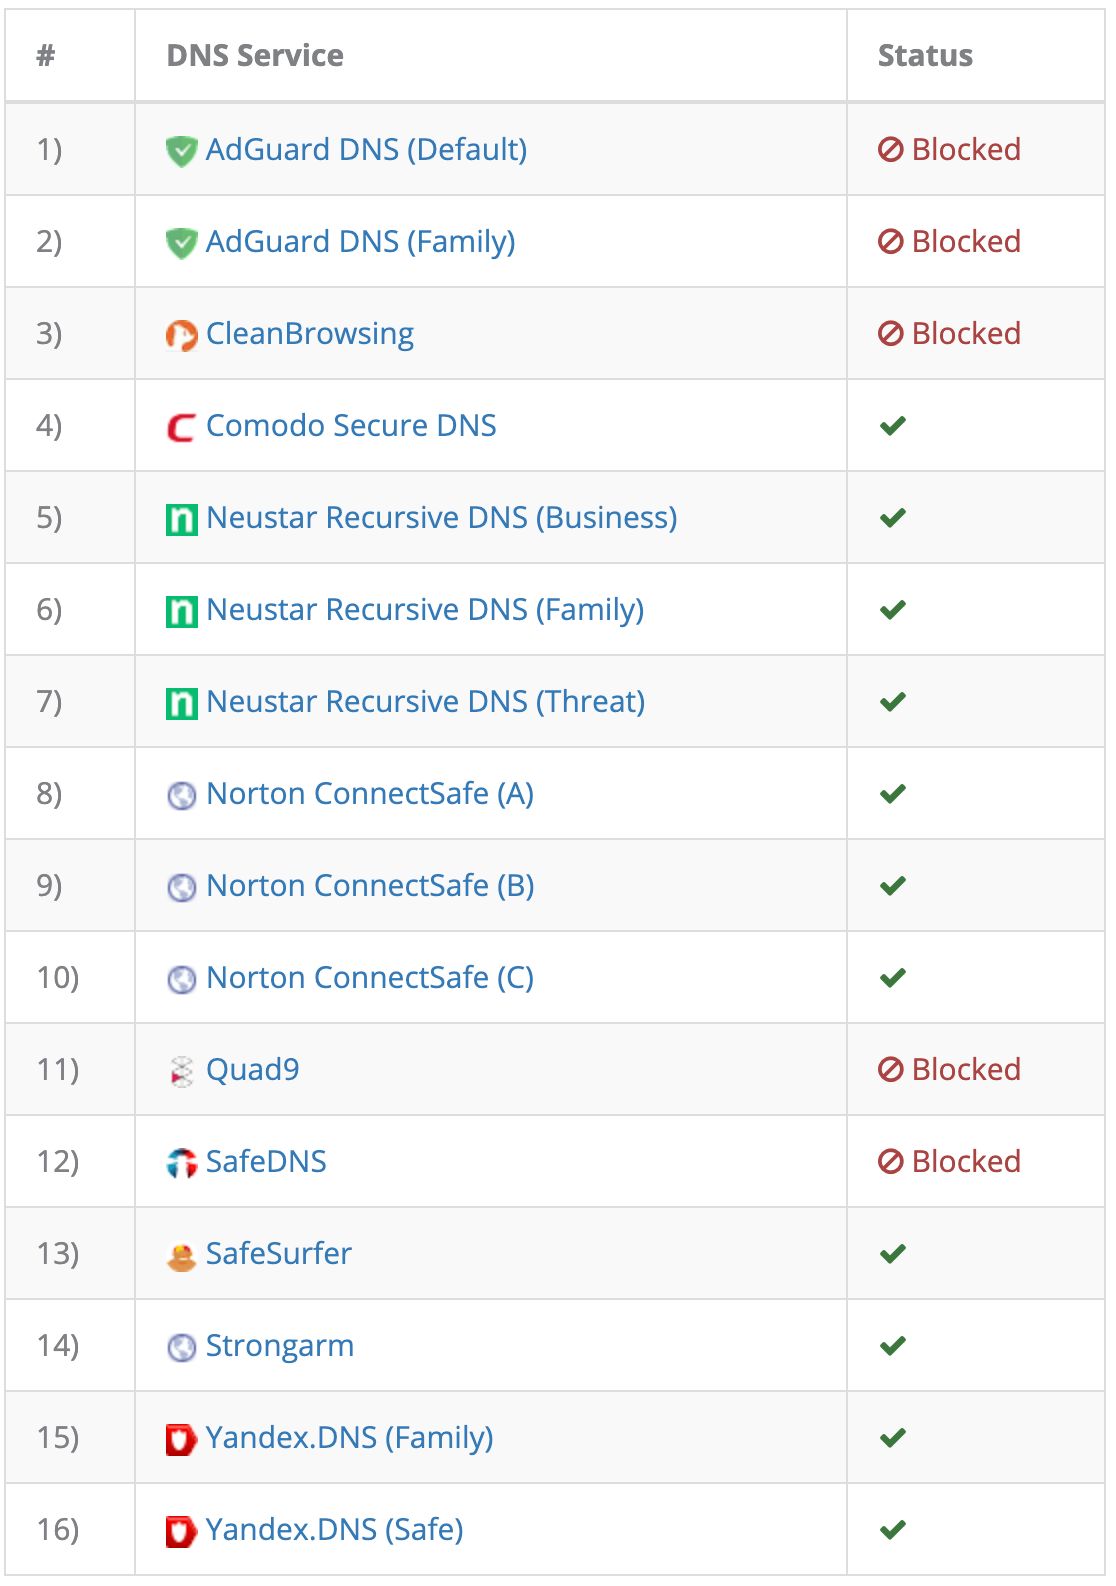 # DNS Service Status
1) AdGuard DNS (Default) Blocked
2) AdGuard DNS (Family) Blocked
3) CleanBrowsing Blocked
4) Comodo Secure DNS
5) Neustar Recursive DNS (Business)
6) Neustar Recursive DNS (Family)
7) Neustar Recursive DNS (Threat)
8) Norton ConnectSafe (A)
9) Norton ConnectSafe (B)
10) Norton ConnectSafe (C)
11) Quad9 Blocked
12) SafeDNS Blocked
13) SafeSurfer
14) Strongarm
15) Yandex.DNS (Family)
16) Yandex.DNS (Safe)